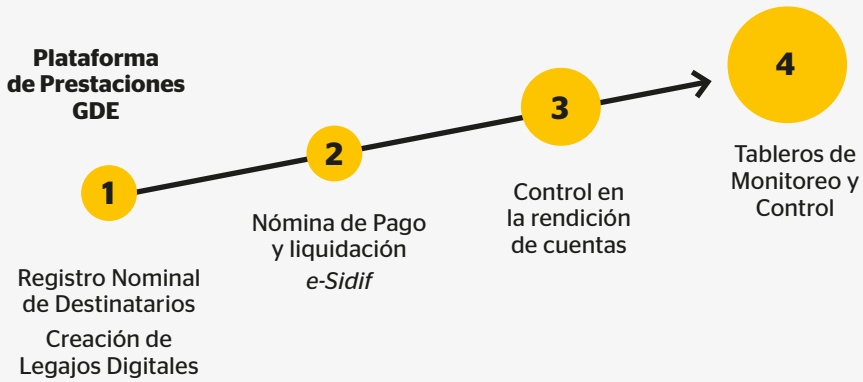 Plataforma
de Prestaciones
GDE
1
Registro Nominal
de Destinatarios
Creación de
Legajos Digitales
2
Nómina de Pago
y liquidación
e-Sidif
3
Control en
la rendición
de cuentas
4
Tableros de
Monitoreo y
Control